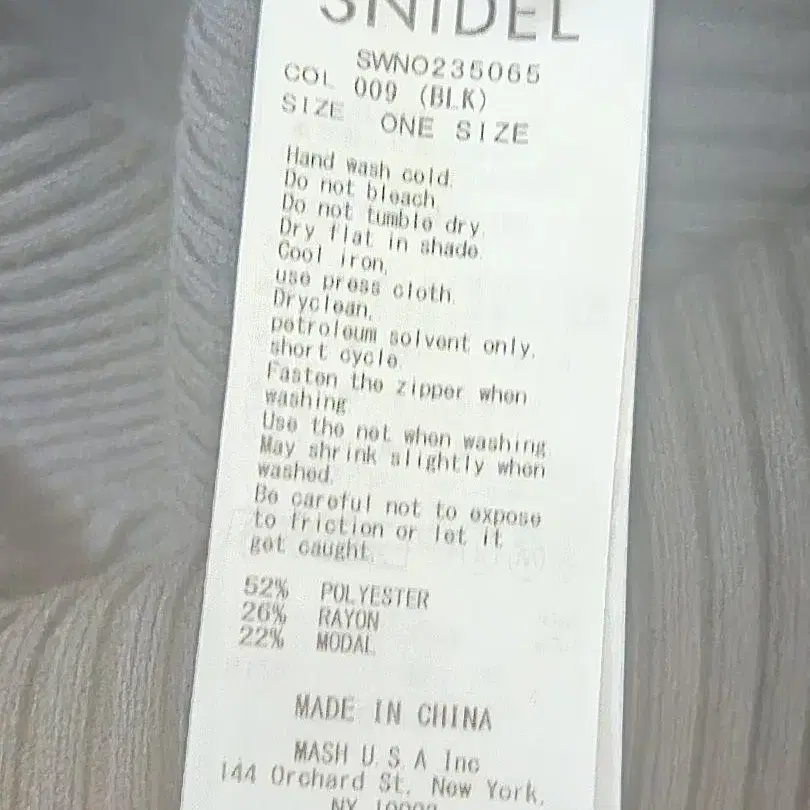 SNIDEL
SWNO235065
COL 009 (BLK)
SIZE ONE SIZE
Hand wash cold.
Do not bleach.
Do not tumble dry.
Dry flat in shade.
Cool iron,
use press cloth.
Dryclean,
petroleum solvent only,
short cycle.
Fasten the zipper when
washing.
Use the net when washing
May shrink slightly when
washed.
Be careful not to expose
to friction or let it
get caught.
52% POLYESTER
26% RAYON
22% MODAL
MADE IN CHINA
MASH U.S.A Inc
144 Orchard St, New York,
NY